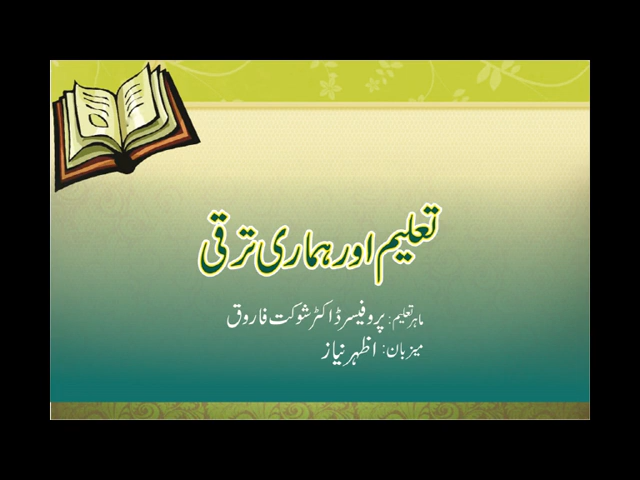 تعلیم اور ہماری ترقی
ماہر تعلیم: پروفیسر ڈاکٹر شوکت فاروق
میزبان: اظہر نیاز